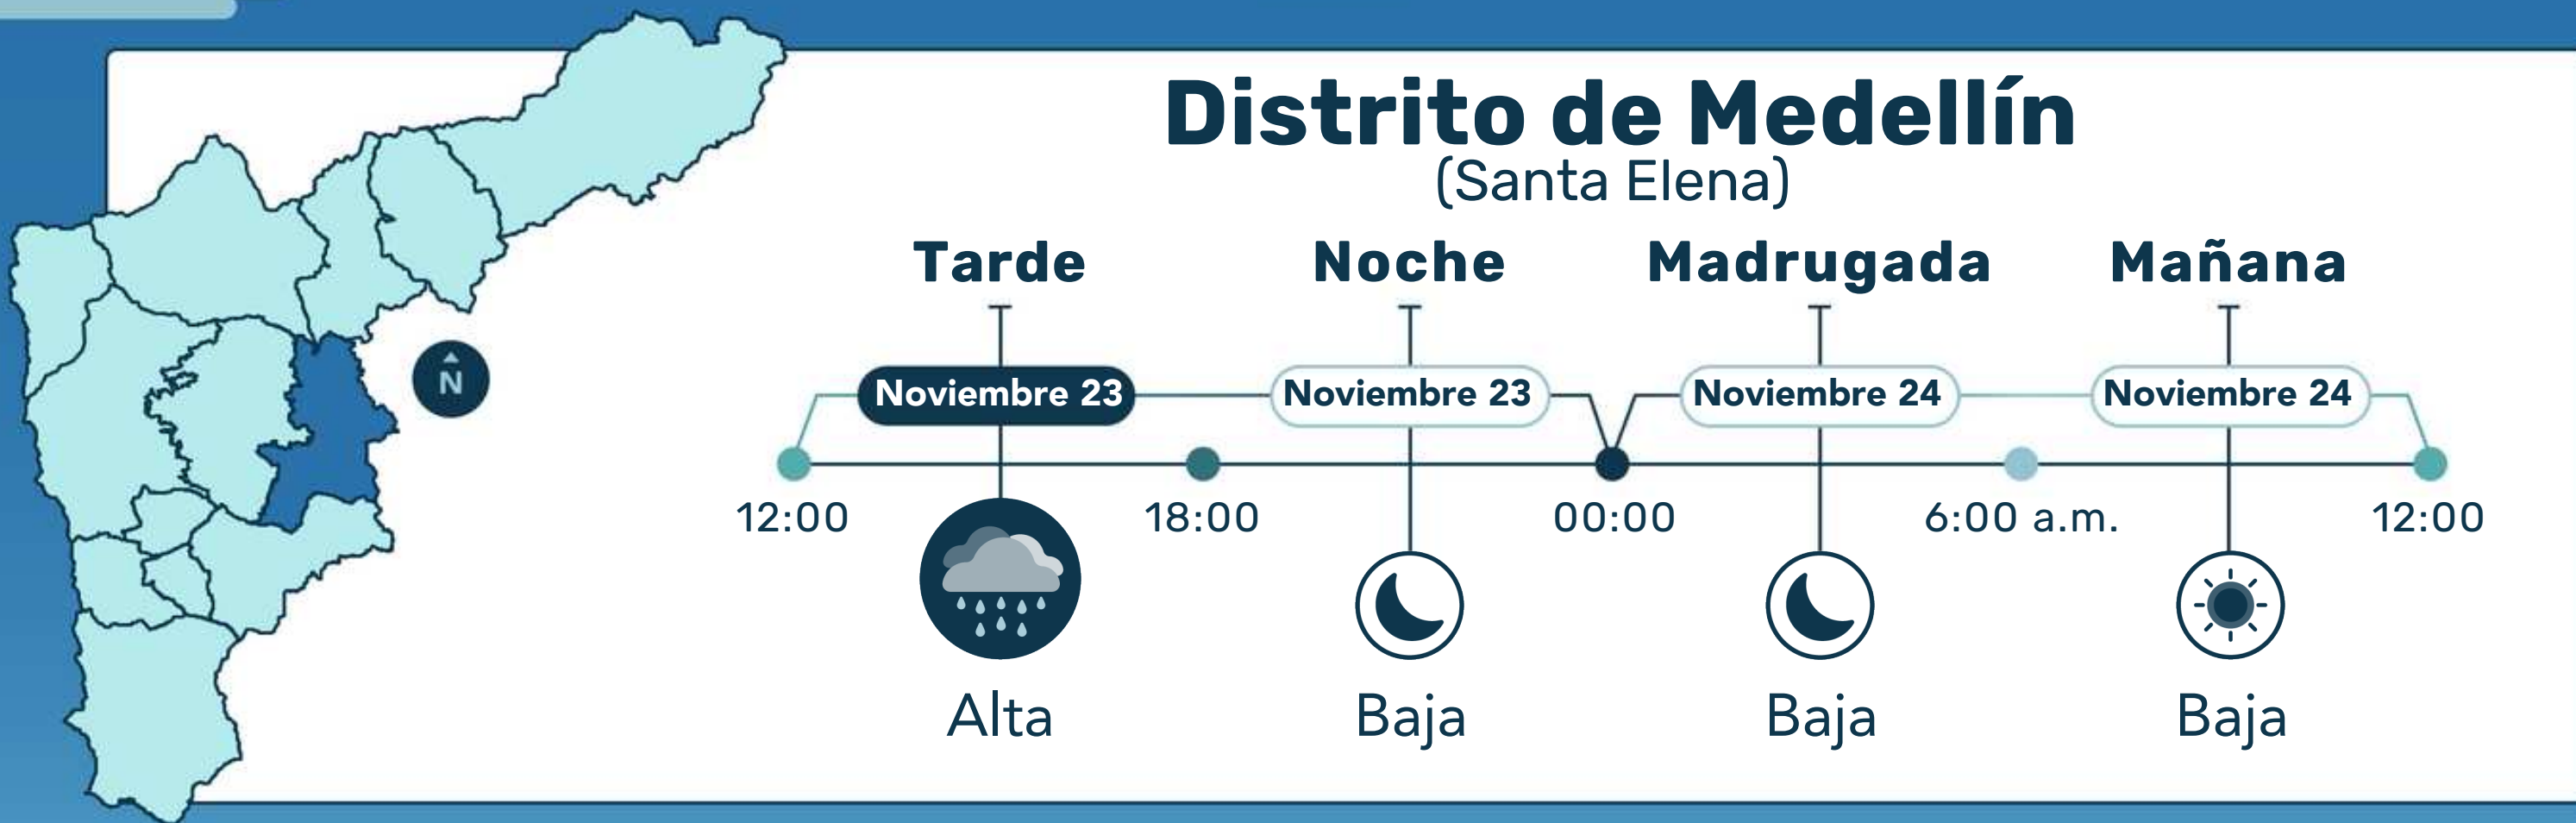 Distrito de Medellín
(Santa Elena)
Tarde Noche Madrugada Mañana
N
Noviembre 23 Noviembre 23 Noviembre 24 Noviembre 24
12:00 18:00 00:00 6:00 a.m. 12:00
Alta Baja Baja Baja